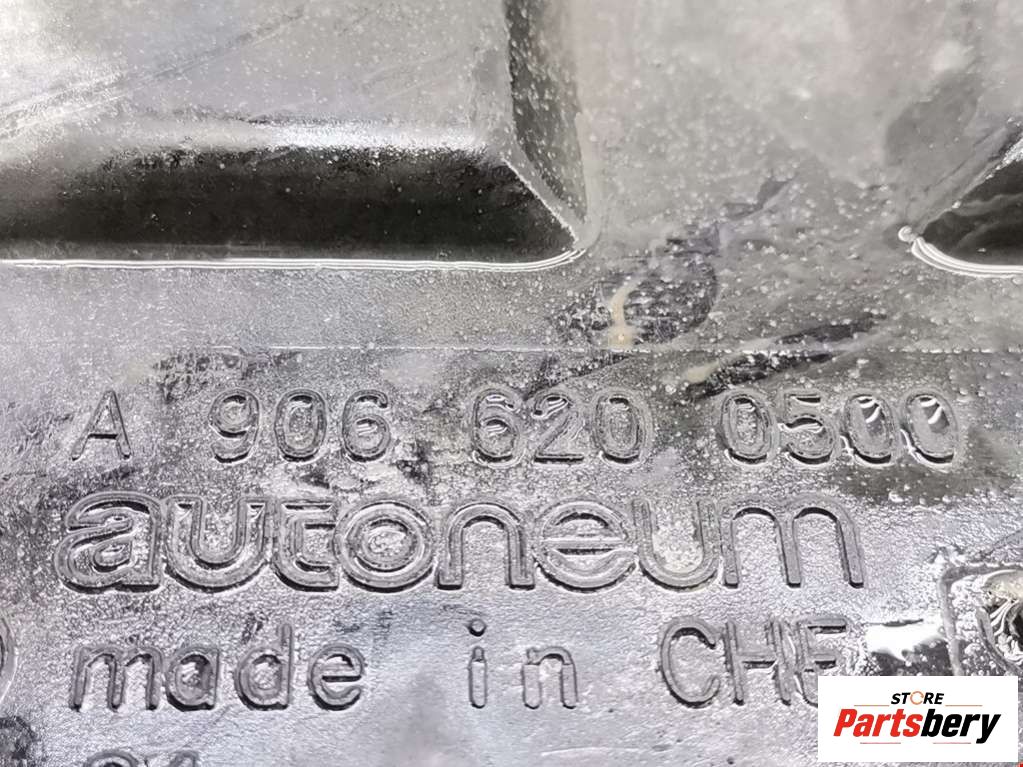 A 906 620 0500
autoneum
made in CHE
STORE
Partsbery